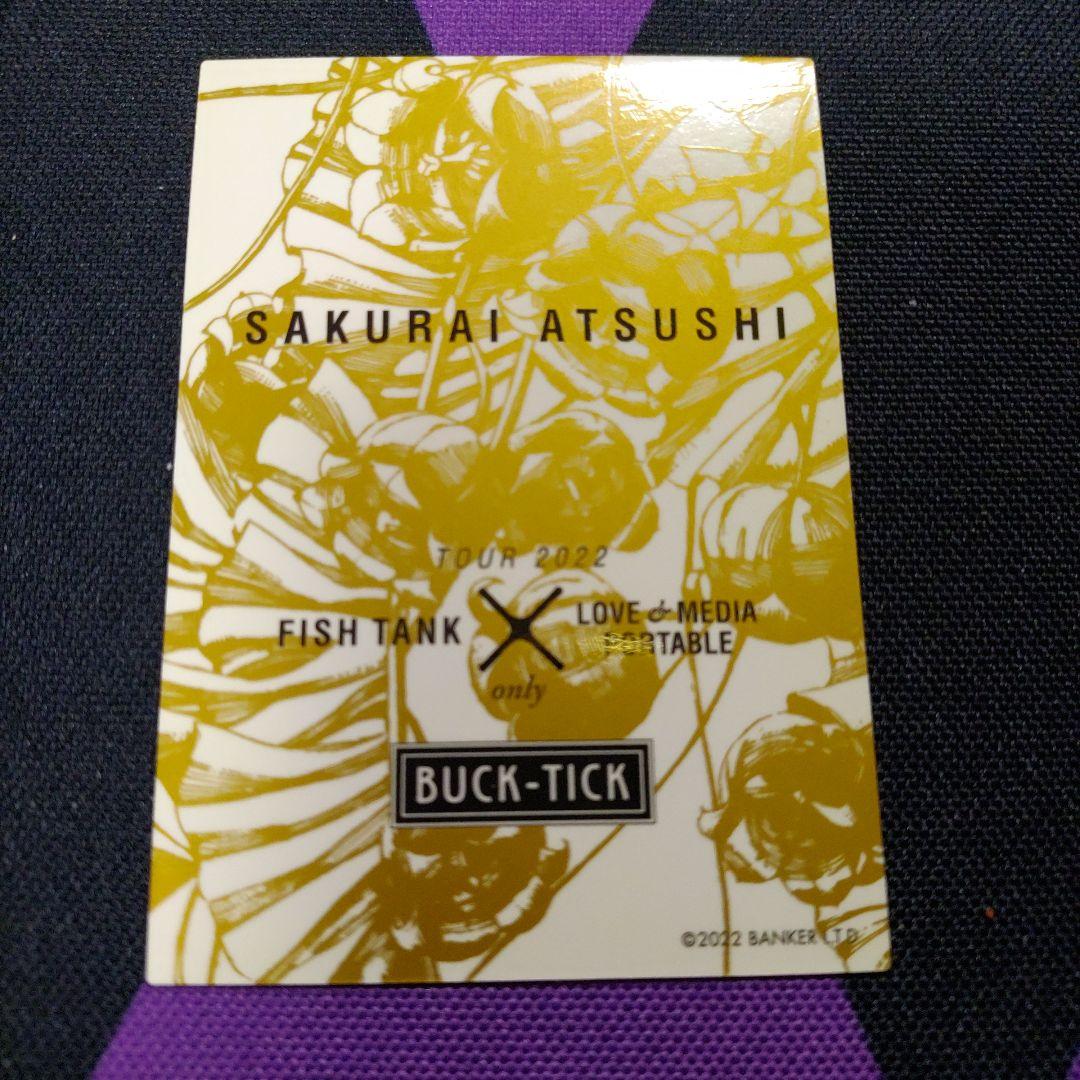 SAKURAI ATSUSHI
TOUR 2022
FISH TANK X LOVE & MEDIA
PORTABLE
only
BUCK-TICK
©2022 BANKER LTD